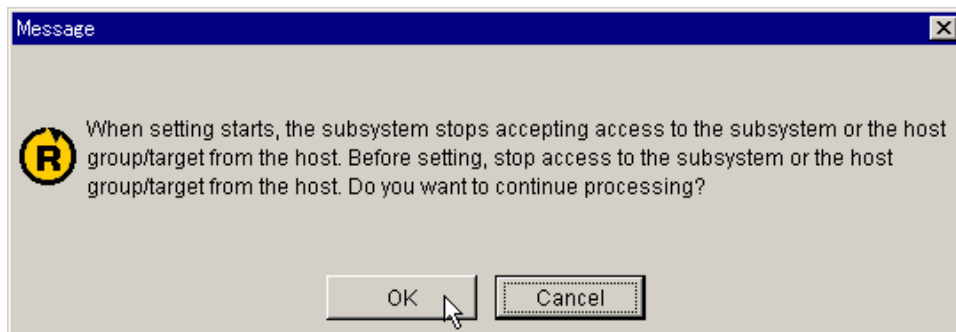 Message
When setting starts, the subsystem stops accepting access to the subsystem or the host
group/target from the host. Before setting, stop access to the subsystem or the host
group/target from the host. Do you want to continue processing?
R
OK
Cancel